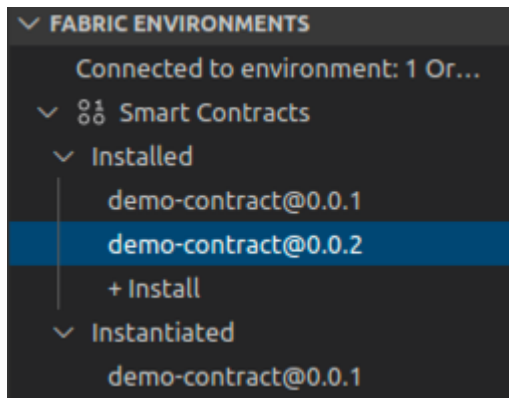 FABRIC ENVIRONMENTS
Connected to environment: 1 Or...
Smart Contracts
Installed
demo-contract@0.0.1
demo-contract@0.0.2
+ Install
Instantiated
demo-contract@0.0.1